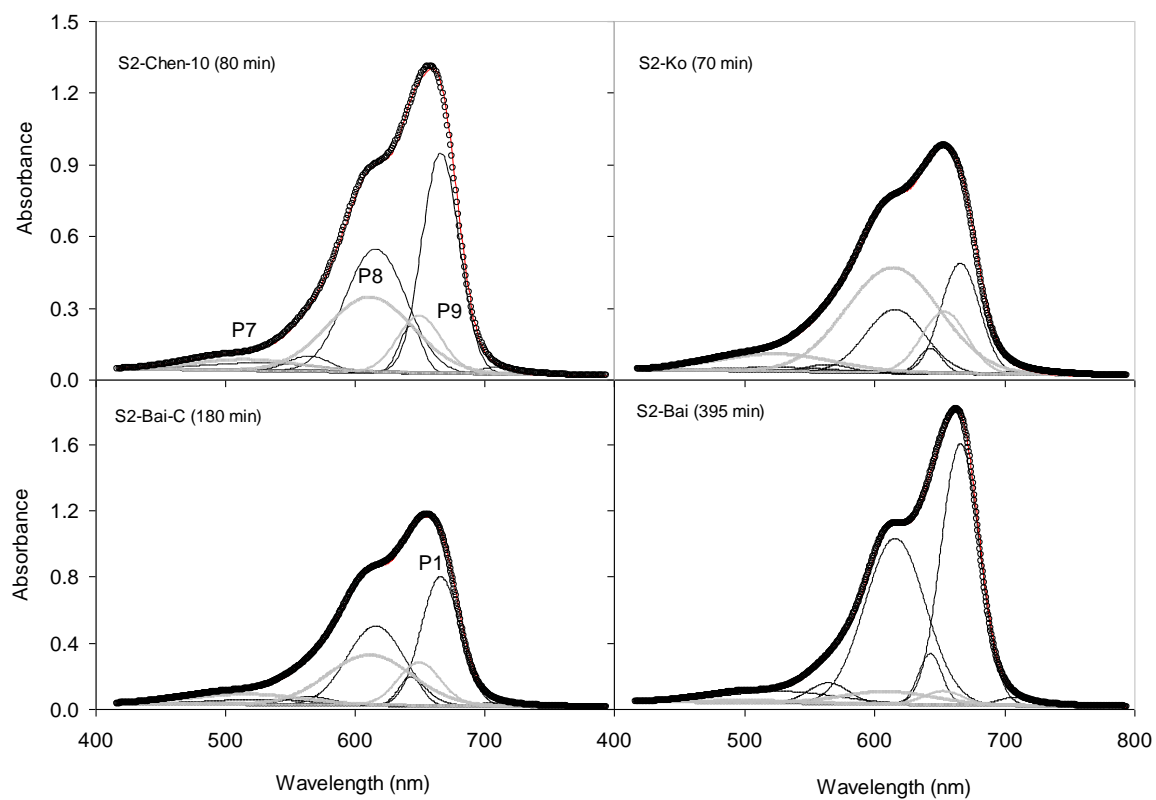 1.5
S2-Chen-10 (80 min)
S2-Ko (70 min)
1.2
0.9
Absorbance
0.6
P8
P9
0.3
P7
0.0
S2-Bai-C (180 min)
S2-Bai (395 min)
1.6
1.2
P1
Absorbance
0.8
0.4
0.0
400 500 600 700 400 500 600 700 800
Wavelength (nm)
Wavelength (nm)